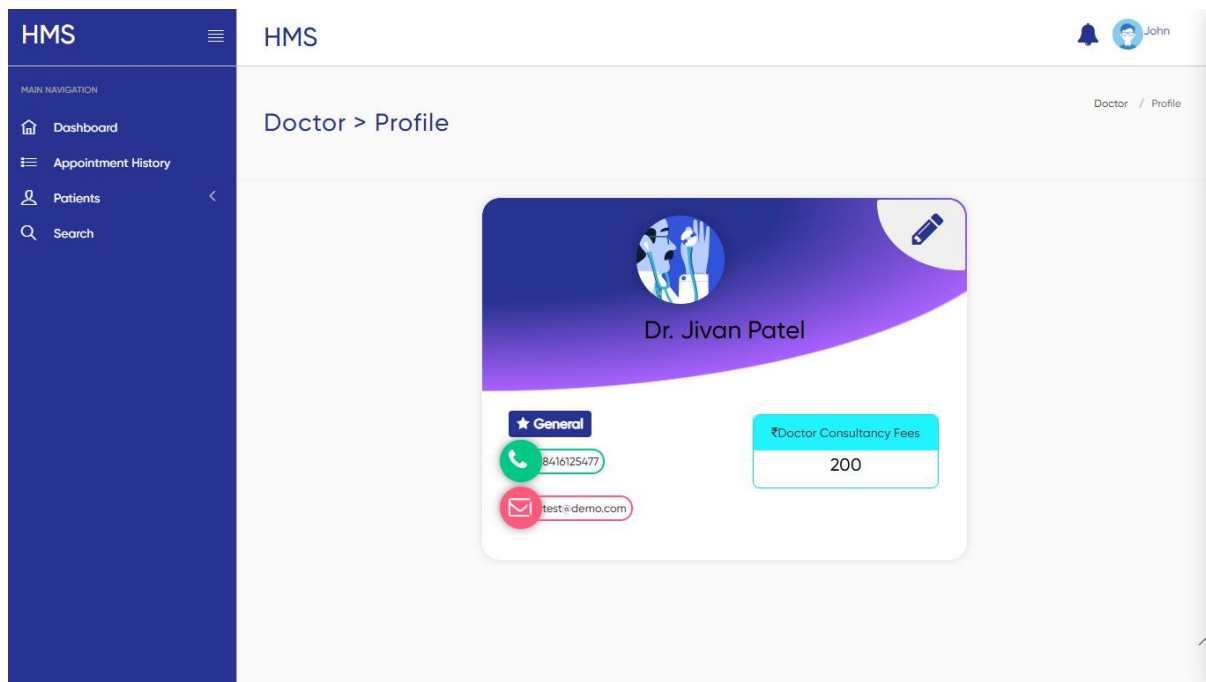 HMS
MAIN NAVIGATION
Dashboard
Appointment History
Patients
Search
HMS
John
Doctor > Profile
Doctor / Profile
Dr. Jivan Patel
General
8416125477
test@demo.com
₹Doctor Consultancy Fees
200